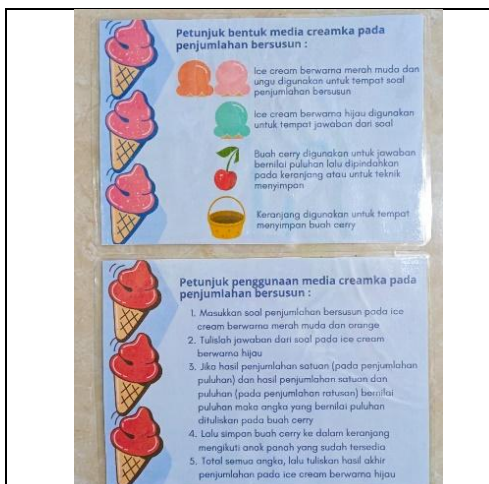 Petunjuk bentuk media creamka pada
penjumlahan bersusun :
Ice cream berwarna merah muda dan
ungu digunakan untuk tempat soal
penjumlahan bersusun
Ice cream berwarna hijau digunakan
untuk tempat jawaban dari soal
Buah cerry digunakan untuk jawaban
bernilai puluhan lalu dipindahkan
pada keranjang atau untuk teknik
menyimpan
Keranjang digunakan untuk tempat
menyimpan buah cerry
Petunjuk penggunaan media creamka pada
penjumlahan bersusun :
1. Masukkan soal penjumlahan bersusun pada ice
cream berwarna merah muda dan orange
2. Tulislah jawaban dari soal pada ice cream
berwarna hijau
3. Jika hasil penjumlahan satuan (pada penjumlahan
puluhan) dan hasil penjumlahan satuan dan
puluhan (pada penjumlahan ratusan) bernilai
puluhan maka angka yang bernilai puluhan
dituliskan pada buah cerry
4. Lalu simpan buah cerry ke dalam keranjang
mengikuti anak panah yang sudah tersedia
5. Total semua angka, lalu tuliskan hasil akhir
penjumlahan pada ice cream berwarna hijau